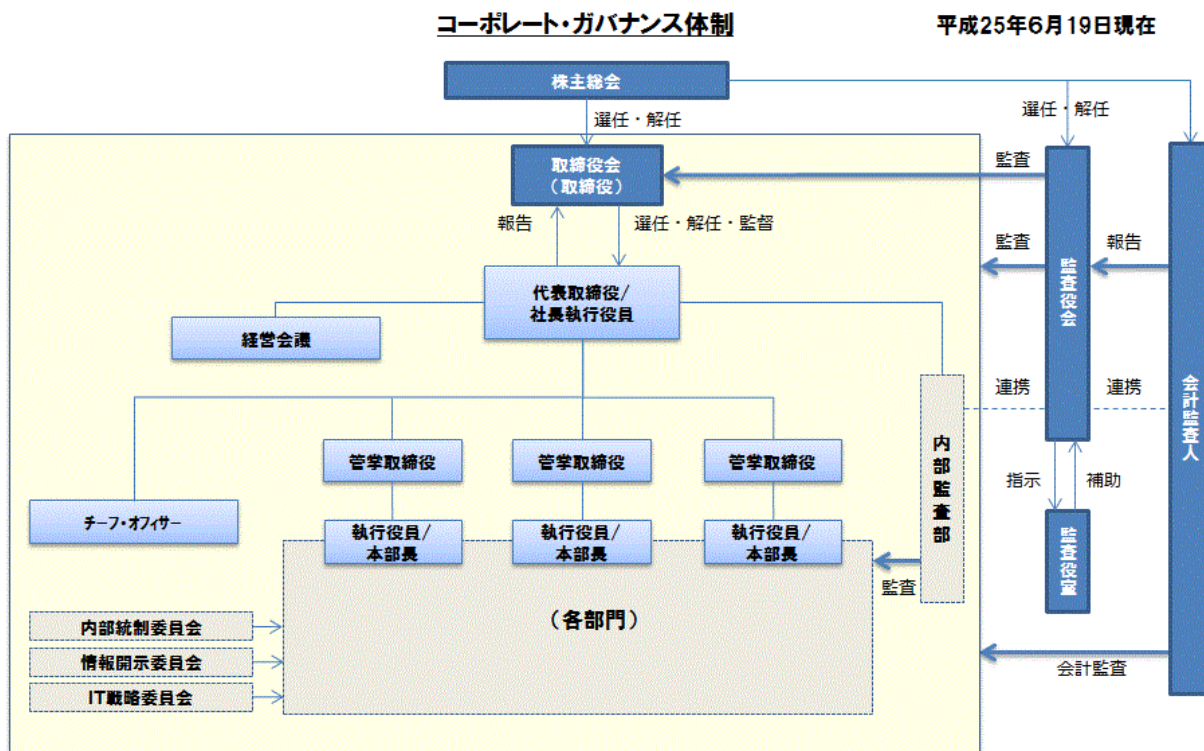 コーポレート・ガバナンス体制
平成25年6月19日現在
株主総会
選任・解任
選任・解任
取締役会
（取締役）
監査
報告
選任・解任・監督
監査
報告
代表取締役/
社長執行役員
経営会議
監査役会
会計監査人
連携
連携
内部監査部
管掌取締役
管掌取締役
管掌取締役
チーフ・オフィサー
執行役員/
本部長
執行役員/
本部長
執行役員/
本部長
指示
補助
監査役室
監査
（各部門）
内部統制委員会
情報開示委員会
IT戦略委員会
会計監査